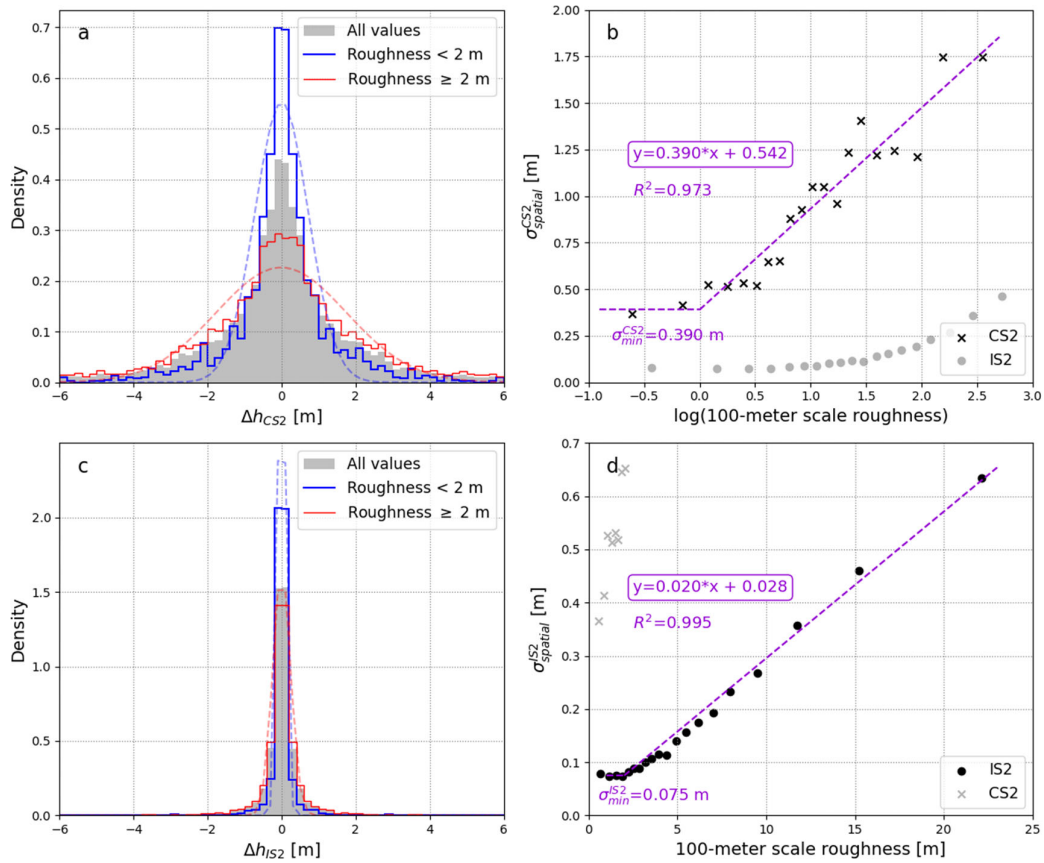 a
All values
Roughness < 2 m
Roughness ≥ 2 m
Density
0.7
0.6
0.5
0.4
0.3
0.2
0.1
0.0
-6 -4 -2 0 2 4 6
Δh_CS2 [m]
b
σ^CS2_spatial [m]
2.00
1.75
1.50
1.25
1.00
0.75
0.50
0.25
0.00
y=0.390*x + 0.542
R²=0.973
σ^CS2_min=0.390 m
CS2
IS2
-1.0 -0.5 0.0 0.5 1.0 1.5 2.0 2.5 3.0
log(100-meter scale roughness)
c
All values
Roughness < 2 m
Roughness ≥ 2 m
Density
2.0
1.5
1.0
0.5
0.0
-6 -4 -2 0 2 4 6
Δh_IS2 [m]
d
σ^IS2_spatial [m]
0.7
0.6
0.5
0.4
0.3
0.2
0.1
0.0
y=0.020*x + 0.028
R²=0.995
σ^IS2_min=0.075 m
IS2
CS2
0 5 10 15 20 25
100-meter scale roughness [m]